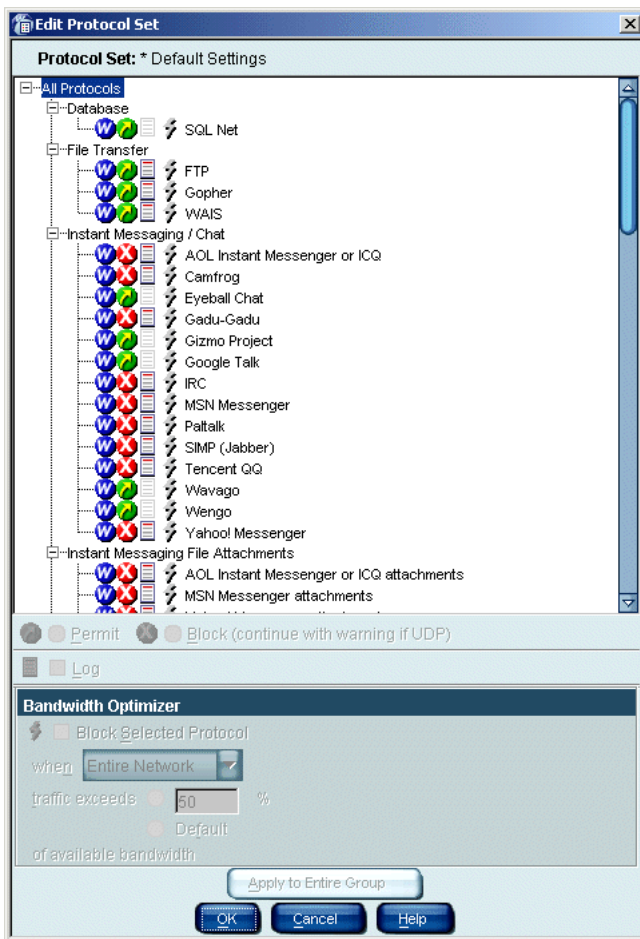 Edit Protocol Set
Protocol Set: * Default Settings
All Protocols
Database
W SQL Net
File Transfer
W FTP
W Gopher
W WAIS
Instant Messaging / Chat
W X AOL Instant Messenger or ICQ
W X Camfrog
W Eyeball Chat
W X Gadu-Gadu
W Gizmo Project
W Google Talk
W X IRC
W X MSN Messenger
W X Paltalk
W X SIMP (Jabber)
W X Tencent QQ
W Wavago
W Wengo
W X Yahoo! Messenger
Instant Messaging File Attachments
W X AOL Instant Messenger or ICQ attachments
W X MSN Messenger attachments
Permit X Block (continue with warning if UDP)
Log
Bandwidth Optimizer
Block Selected Protocol
when Entire Network
traffic exceeds 50 %
Default
of available bandwidth
Apply to Entire Group
OK Cancel Help